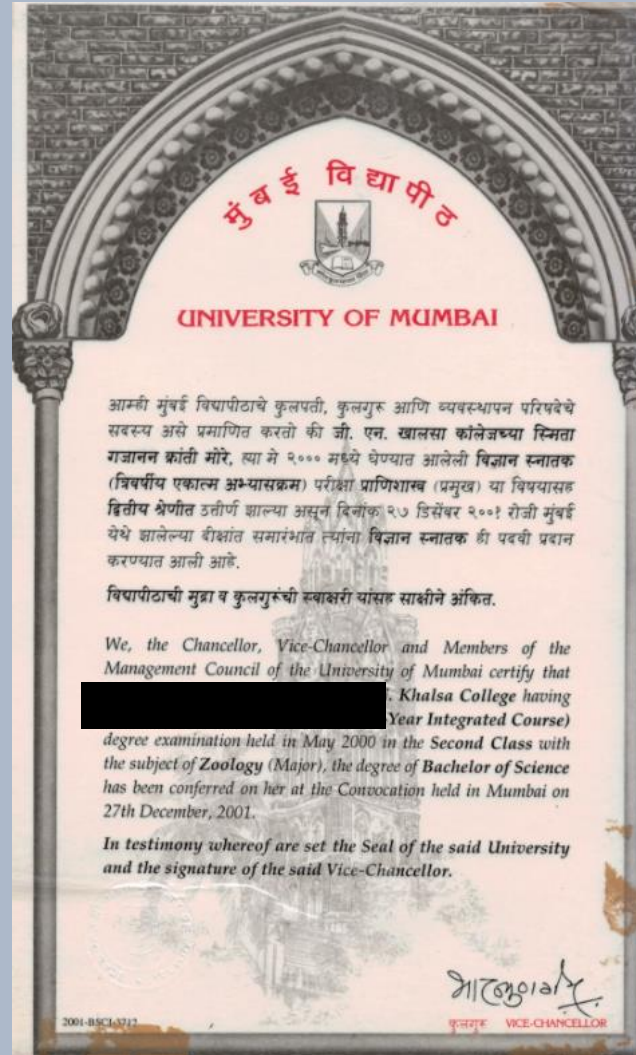 मुंबई विद्यापीठ
UNIVERSITY OF MUMBAI
आम्ही मुंबई विद्यापीठाचे कुलपती, कुलगुरू आणि व्यवस्थापन परिषदेचे
सदस्य असे प्रमाणित करतो की जी. एन. खालसा कॉलेजच्या स्मिता
गजानन क्रांती मोरे, ह्या मे २००० मध्ये घेण्यात आलेली विज्ञान स्नातक
(त्रिवर्षीय एकात्म अभ्यासक्रम) परीक्षा प्राणिशास्त्र (प्रमुख) या विषयासह
द्वितीय श्रेणीत उत्तीर्ण झाल्या असून दिनांक २७ डिसेंबर २००१ रोजी मुंबई
येथे झालेल्या दीक्षांत समारंभात त्यांना विज्ञान स्नातक ही पदवी प्रदान
करण्यात आली आहे.
विद्यापीठाची मुद्रा व कुलगुरूंची स्वाक्षरी यांसह साक्षीने अंकित.
We, the Chancellor, Vice-Chancellor and Members of the
Management Council of the University of Mumbai certify that
Khalsa College having
Year Integrated Course)
degree examination held in May 2000 in the Second Class with
the subject of Zoology (Major), the degree of Bachelor of Science
has been conferred on her at the Convocation held in Mumbai on
27th December, 2001.
In testimony whereof are set the Seal of the said University
and the signature of the said Vice-Chancellor.
2001-BSCI-3717
कुलगुरू VICE-CHANCELLOR